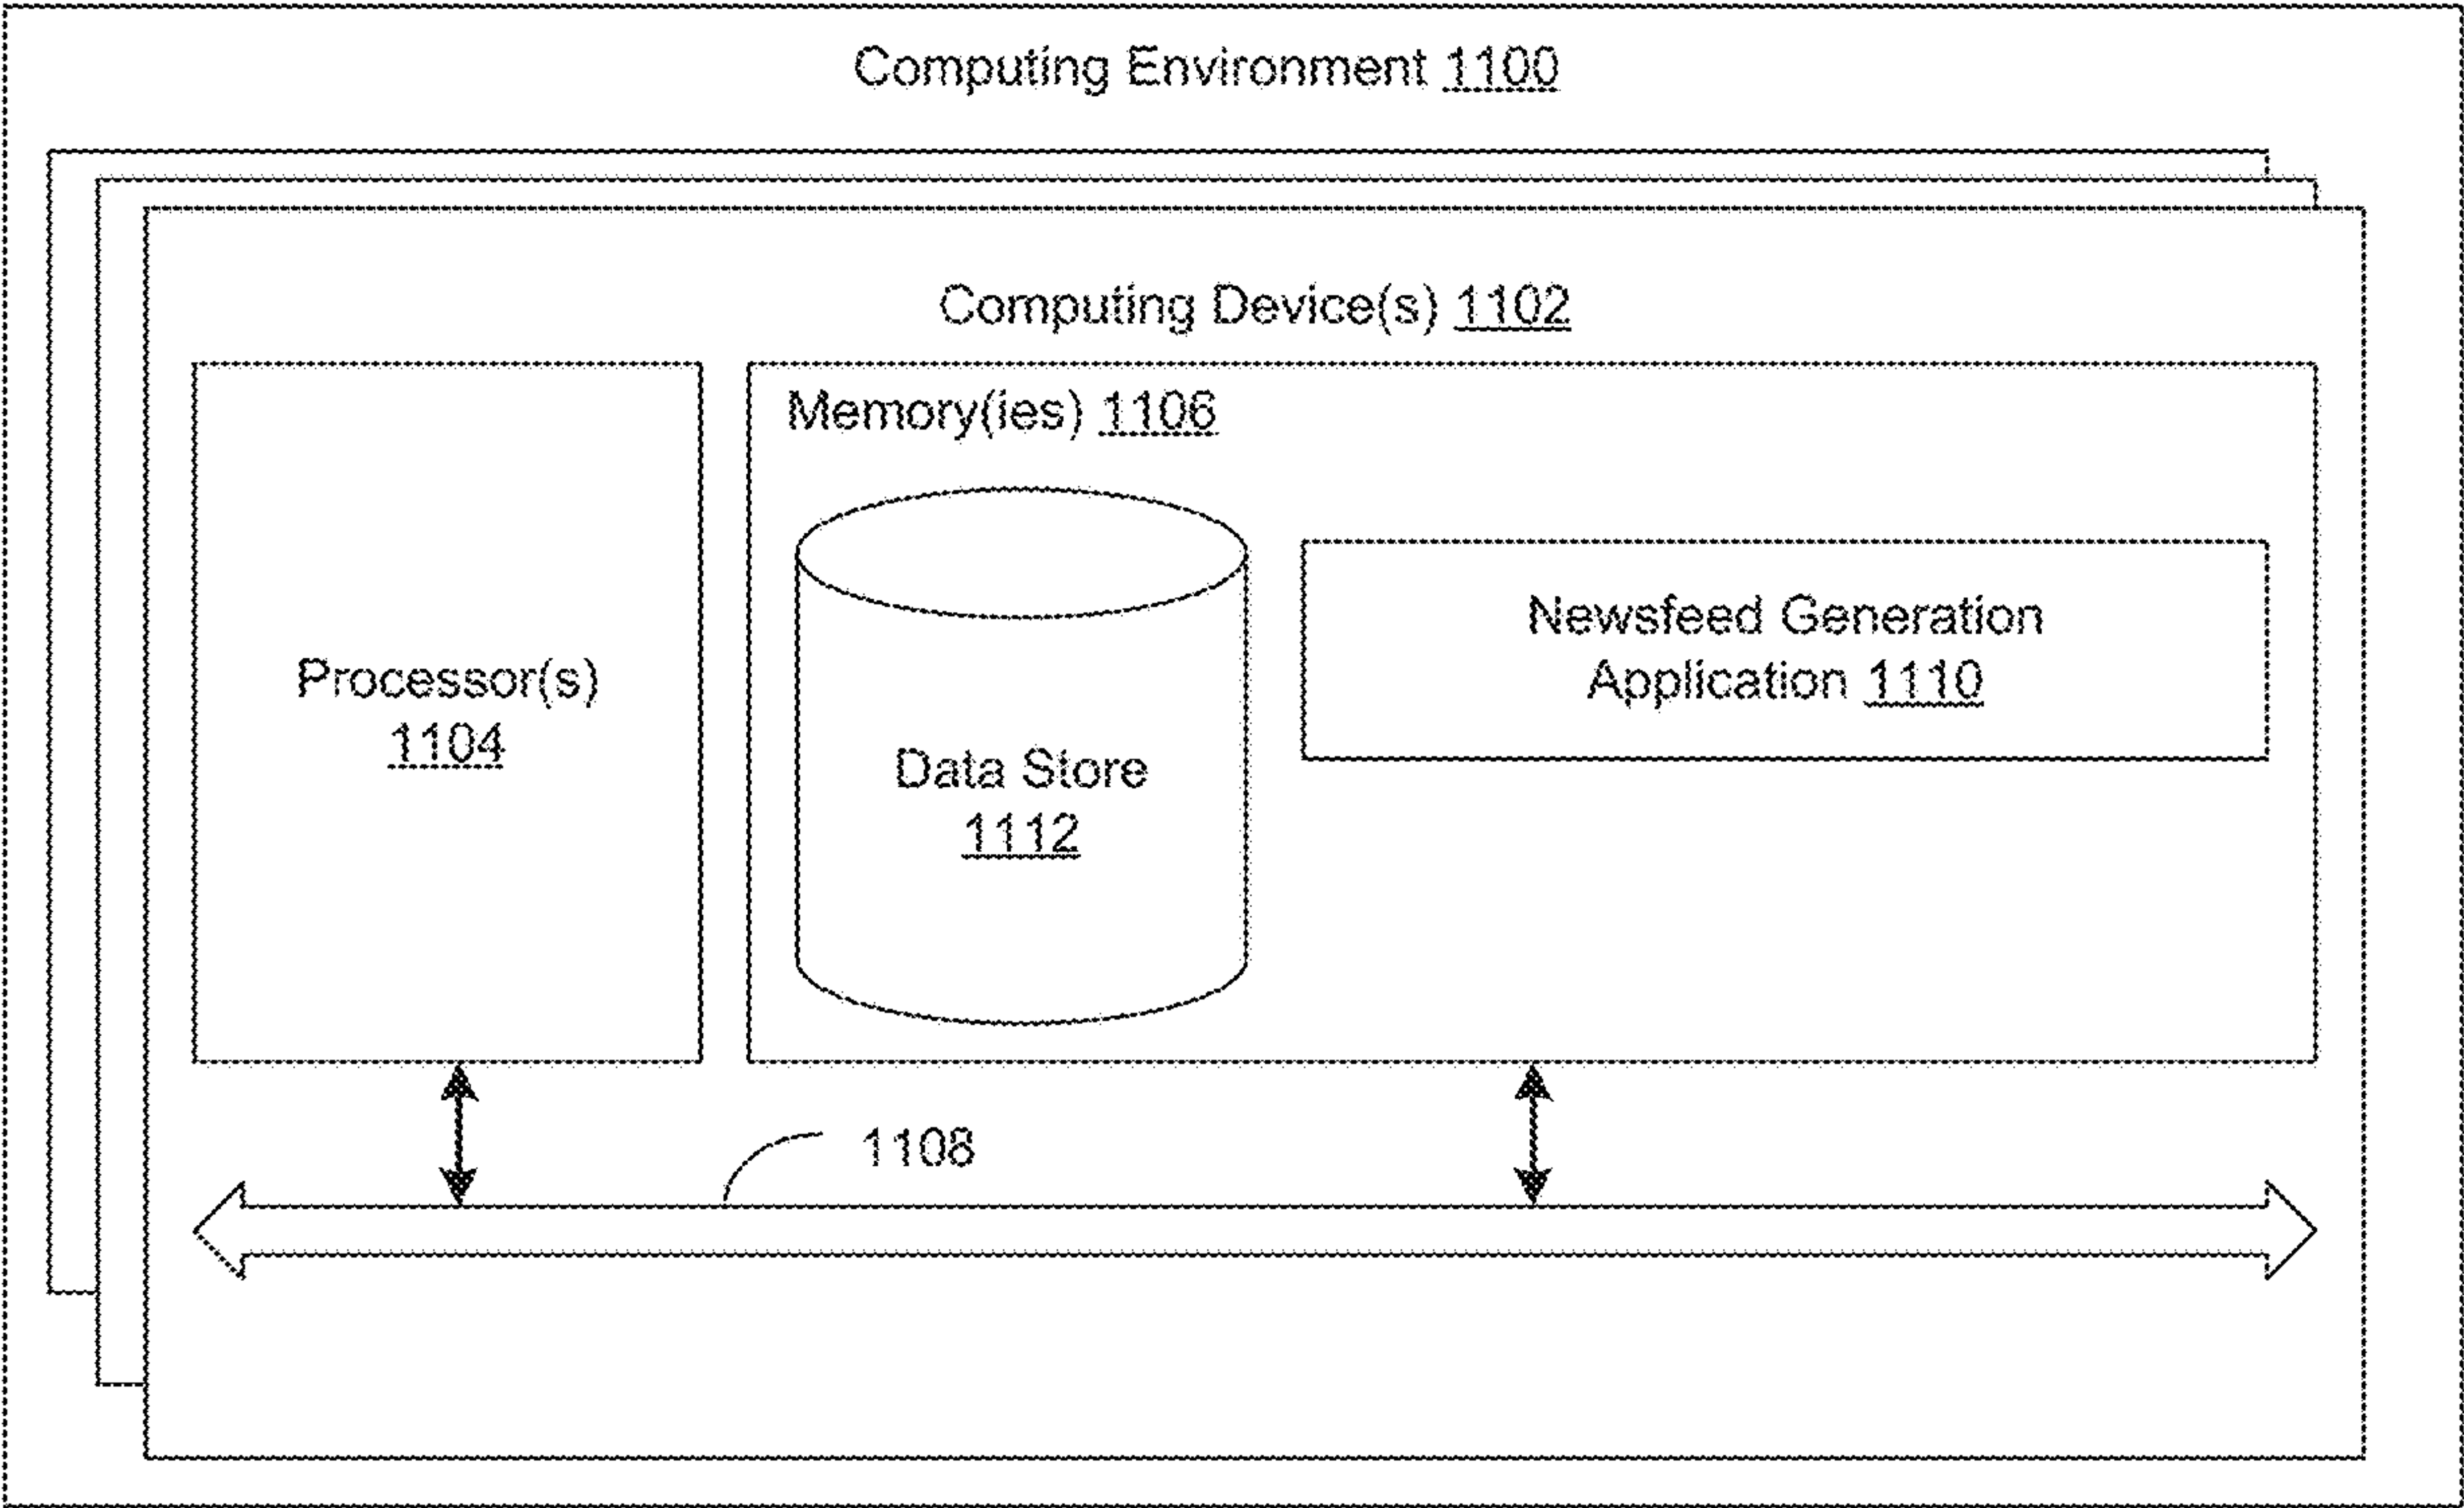 Computing Environment 1100
Computing Device(s) 1102
Memory(ies) 1106
Processor(s)
1104
Data Store
1112
Newsfeed Generation
Application 1110
1108